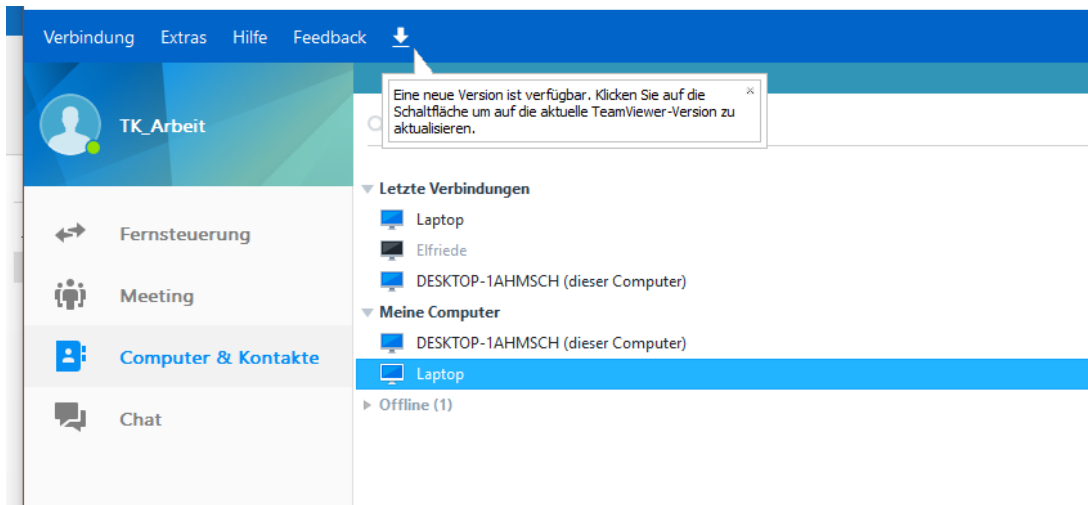 Verbindung Extras Hilfe Feedback
Eine neue Version ist verfügbar. Klicken Sie auf die
Schaltfläche um auf die aktuelle TeamViewer-Version zu
aktualisieren.
TK_Arbeit
Fernsteuerung
Meeting
Computer & Kontakte
Chat
Letzte Verbindungen
Laptop
Elfriede
DESKTOP-1AHMSCH (dieser Computer)
Meine Computer
DESKTOP-1AHMSCH (dieser Computer)
Laptop
Offline (1)